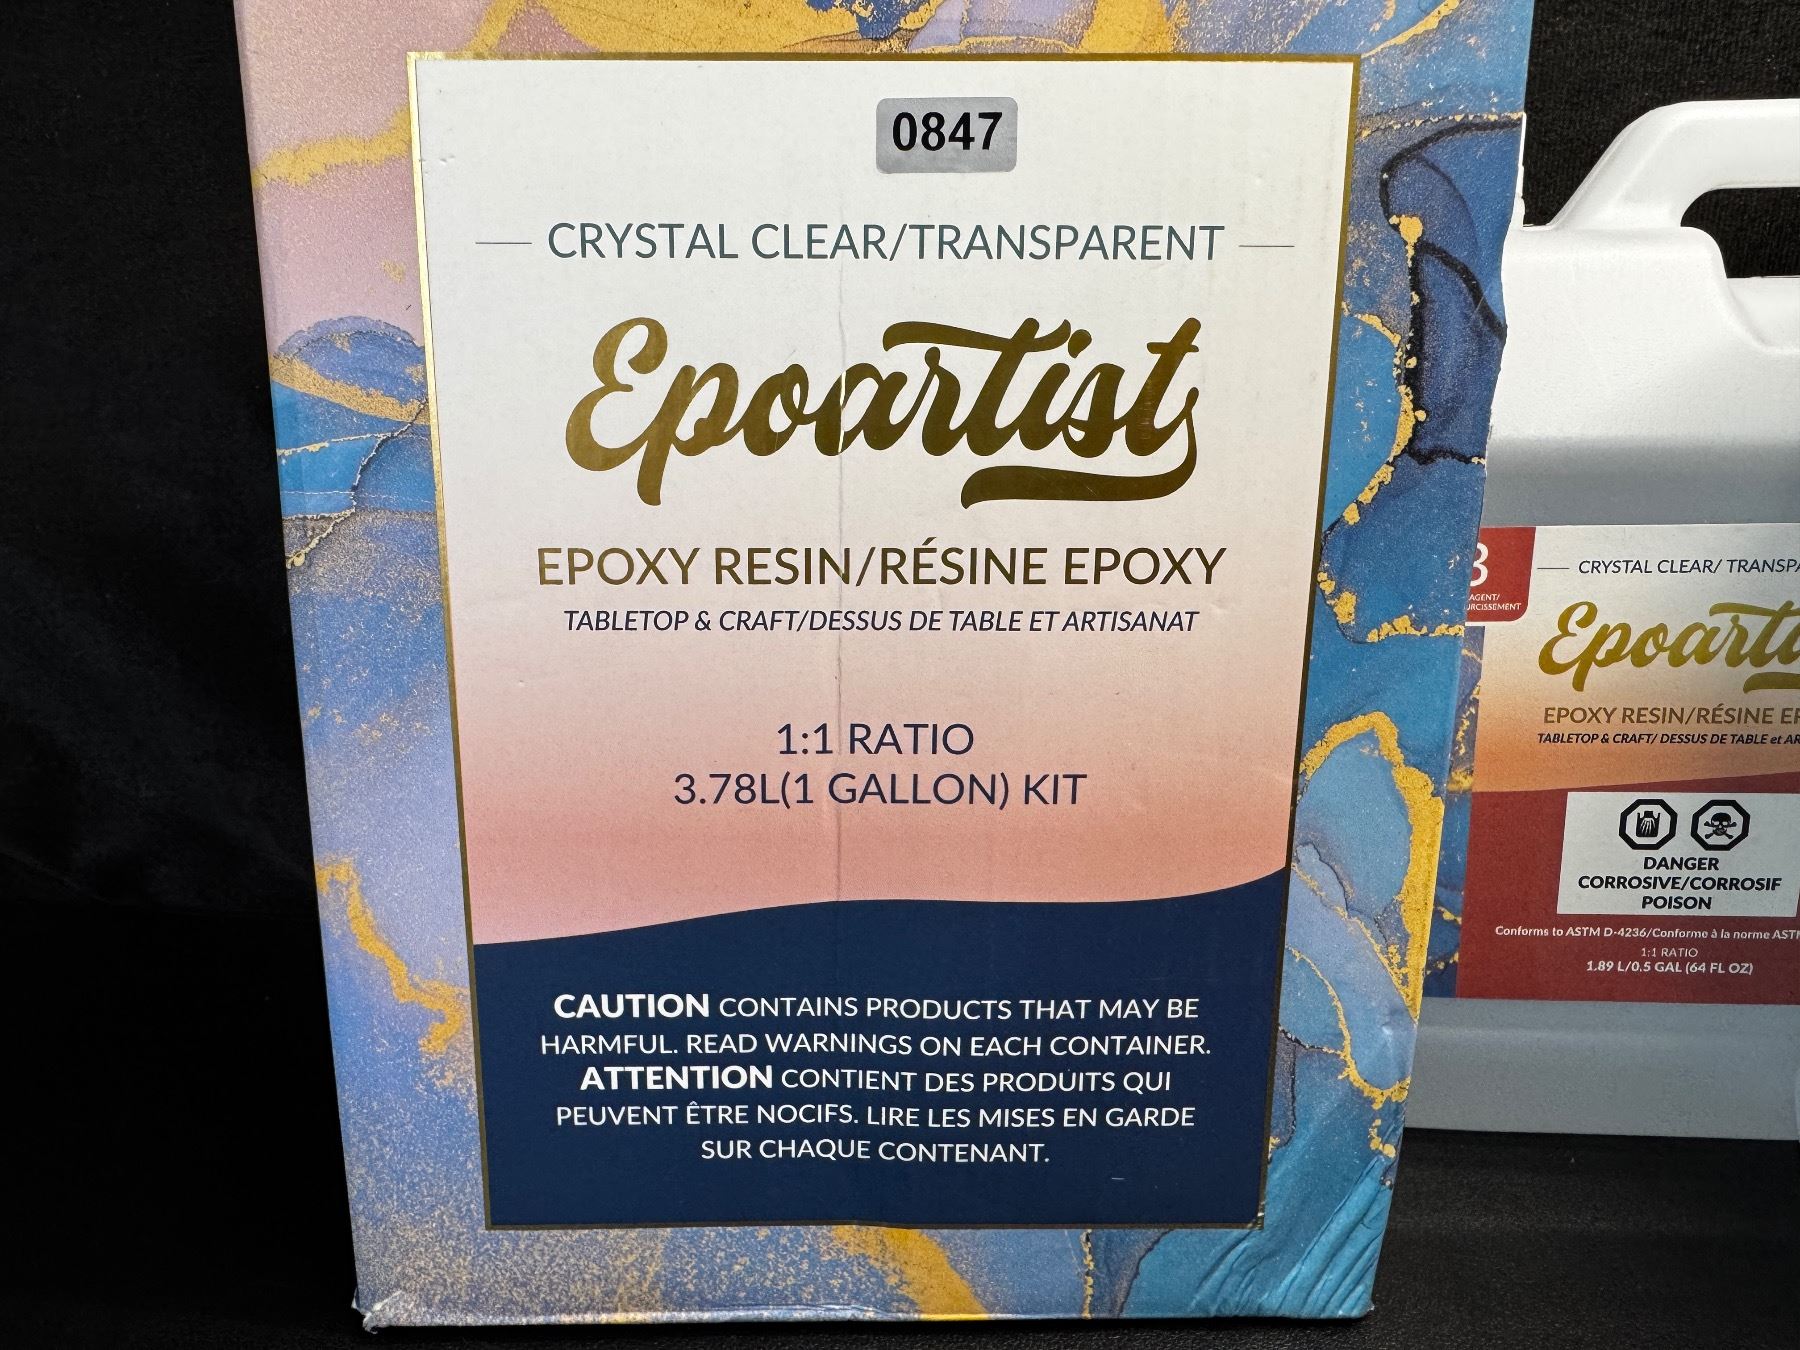 0847
CRYSTAL CLEAR/TRANSPARENT
Epoartist
EPOXY RESIN/RÉSINE EPOXY
TABLETOP & CRAFT/DESSUS DE TABLE ET ARTISANAT
1:1 RATIO
3.78L(1 GALLON) KIT
CAUTION CONTAINS PRODUCTS THAT MAY BE
HARMFUL. READ WARNINGS ON EACH CONTAINER.
ATTENTION CONTIENT DES PRODUITS QUI
PEUVENT ÊTRE NOCIFS. LIRE LES MISES EN GARDE
SUR CHAQUE CONTENANT.
AGENT/
CRYSTAL CLEAR/
EPOXY RESIN/RÉSINE
TABLETOP & CRAFT/ DESSUS DE TABLE et
DANGER
CORROSIVE/CORROSIF
POISON
Conforms to ASTM D-4236/Conforme à la norme
1:1 RATIO
1.89 L/0.5 GAL (64 FL OZ)